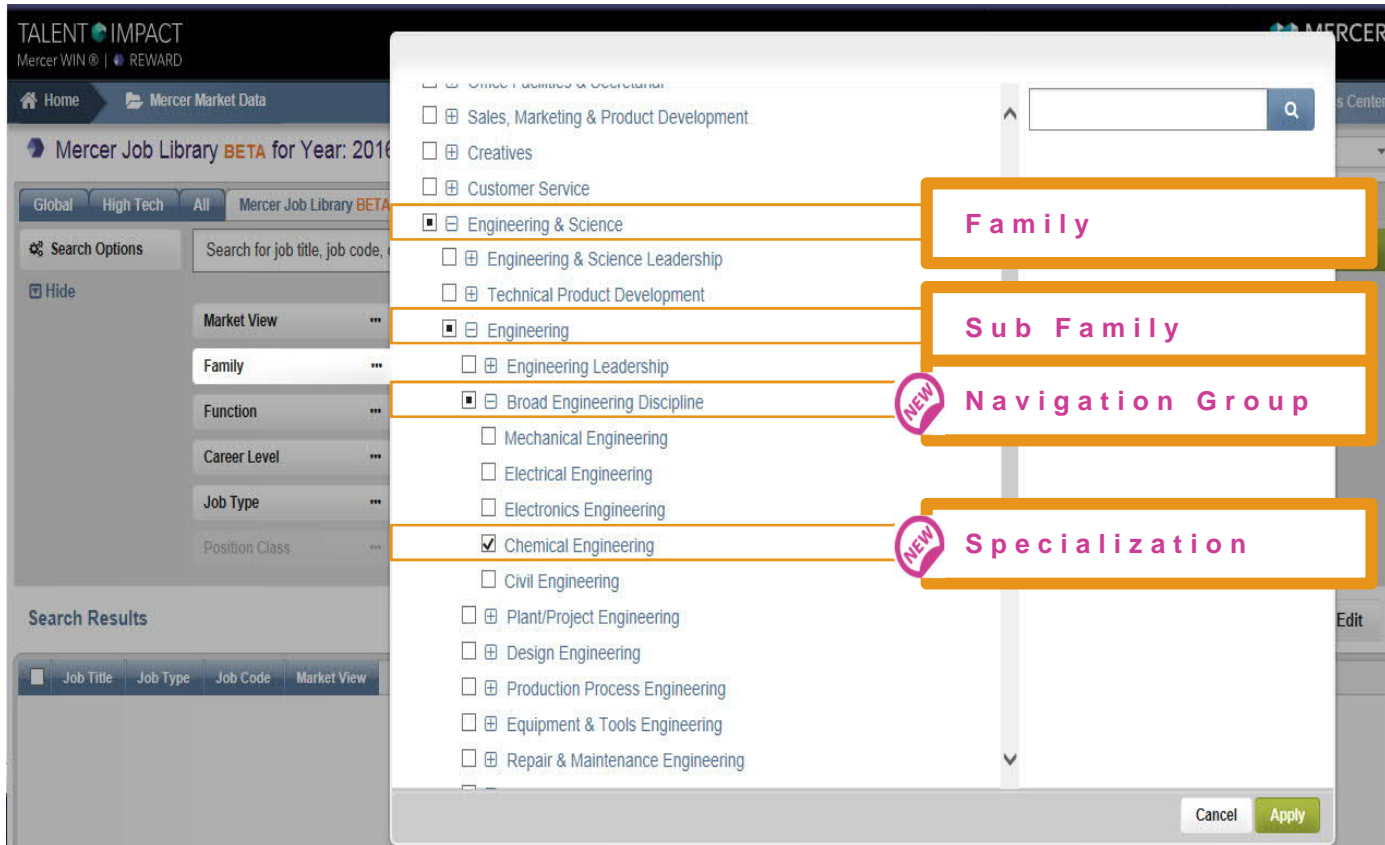 TALENT IMPACT
MERCER
Mercer WIN ® | REWARD
Home
Mercer Market Data
s Center
Mercer Job Library BETA for Year: 2016
Global
High Tech
All
Mercer Job Library BETA
Search Options
Search for job title, job code,
Hide
Market View ...
Family ...
Function ...
Career Level ...
Job Type ...
Position Class ...
Search Results
Edit
Job Title
Job Type
Job Code
Market View
Office Facilities & Secretarial
Sales, Marketing & Product Development
Creatives
Customer Service
Engineering & Science
Family
Engineering & Science Leadership
Technical Product Development
Engineering
Sub Family
Engineering Leadership
Broad Engineering Discipline
NEW
Navigation Group
Mechanical Engineering
Electrical Engineering
Electronics Engineering
Chemical Engineering
NEW
Specialization
Civil Engineering
Plant/Project Engineering
Design Engineering
Production Process Engineering
Equipment & Tools Engineering
Repair & Maintenance Engineering
Cancel
Apply